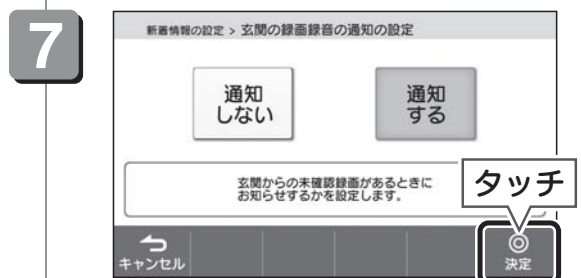 7
新着情報の設定 > 玄関の録画録音の通知の設定
通知
しない
通知
する
玄関からの未確認録画があるときに
お知らせするかを設定します。
タッチ
キャンセル
決定